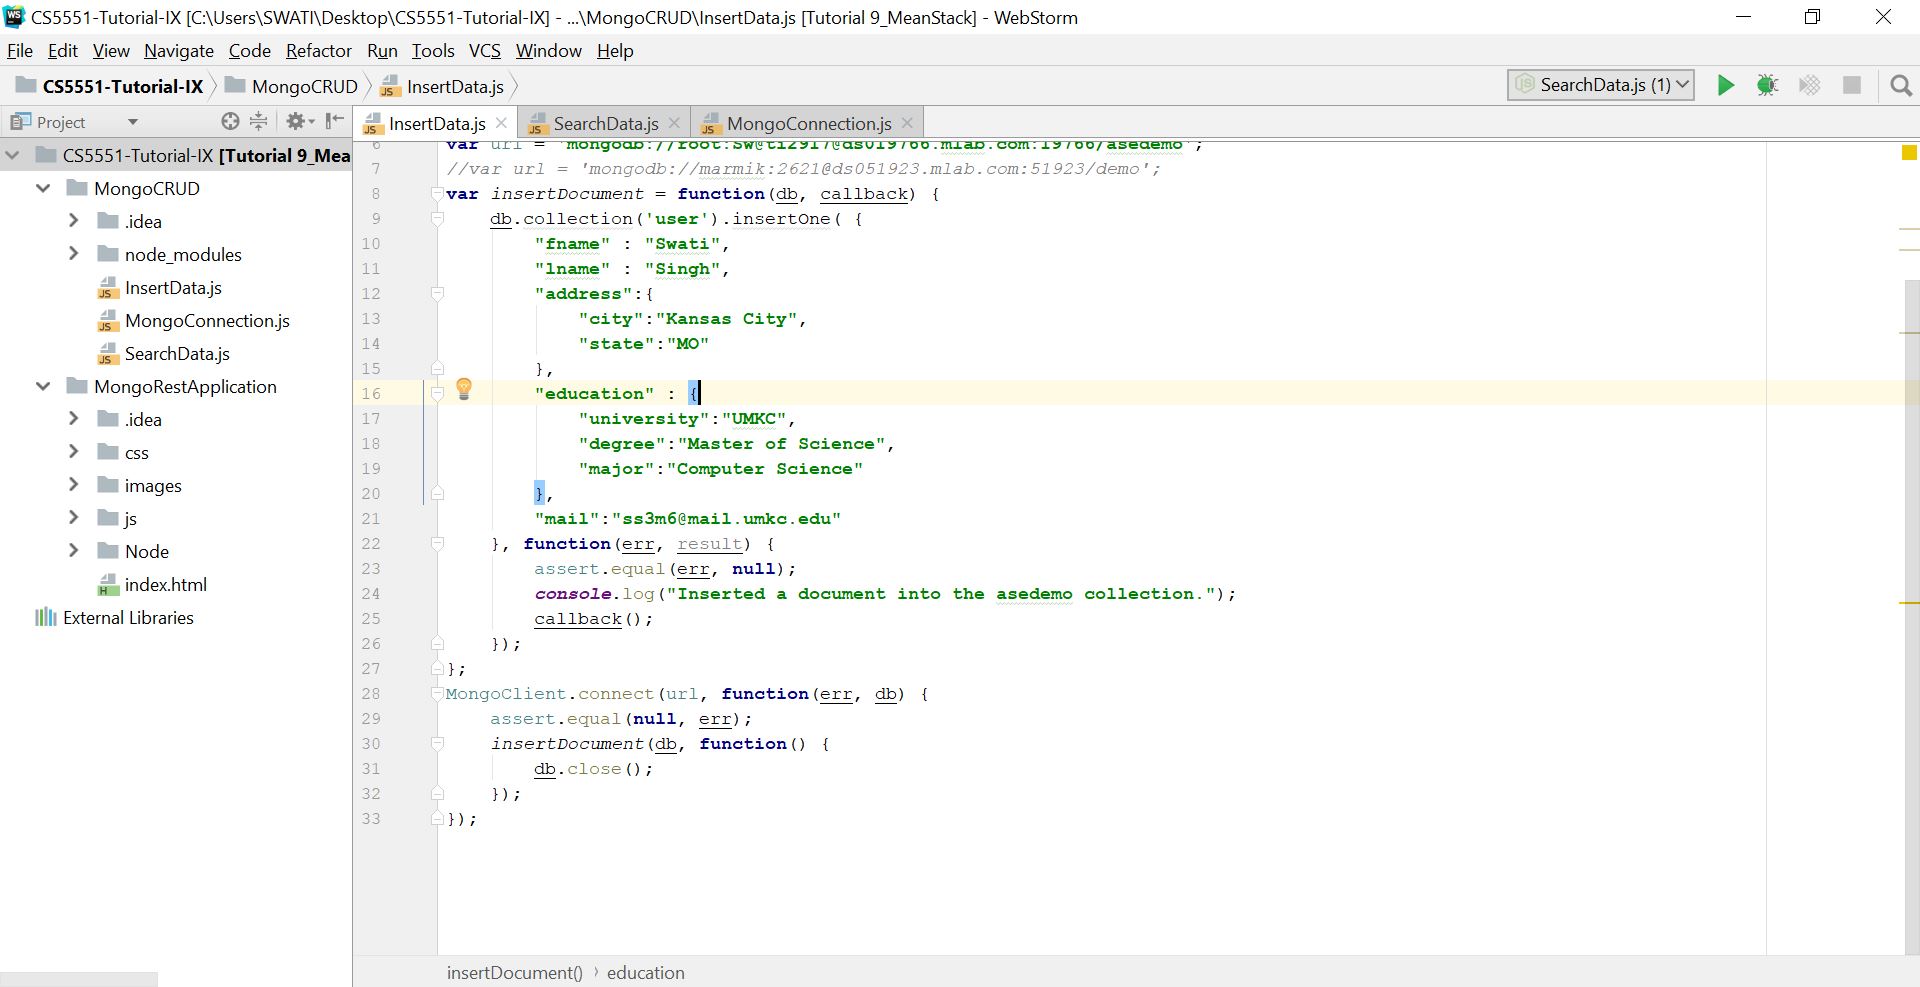 CS5551-Tutorial-IX [C:\Users\SWATI\Desktop\CS5551-Tutorial-IX] - ...\MongoCRUD\InsertData.js [Tutorial 9_MeanStack] - WebStorm
File Edit View Navigate Code Refactor Run Tools VCS Window Help
CS5551-Tutorial-IX MongoCRUD InsertData.js SearchData.js (1)
Project
InsertData.js SearchData.js MongoConnection.js
CS5551-Tutorial-IX [Tutorial 9_Mea
MongoCRUD
.idea
node_modules
InsertData.js
MongoConnection.js
SearchData.js
MongoRestApplication
.idea
css
images
js
Node
index.html
External Libraries
6 var url =
7 //var url = 'mongodb://marmik:2621@ds051923.mlab.com:51923/demo';
8 var insertDocument = function(db, callback) {
9 db.collection('user').insertOne( {
10 "fname" : "Swati",
11 "lname" : "Singh",
12 "address":{
13 "city":"Kansas City",
14 "state":"MO"
15 },
16 "education" : {
17 "university":"UMKC",
18 "degree":"Master of Science",
19 "major":"Computer Science"
20 },
21 "mail":"ss3m6@mail.umkc.edu"
22 }, function(err, result) {
23 assert.equal(err, null);
24 console.log("Inserted a document into the asedemo collection.");
25 callback();
26 });
27 };
28 MongoClient.connect(url, function(err, db) {
29 assert.equal(null, err);
30 insertDocument(db, function() {
31 db.close();
32 });
33 });
insertDocument() › education